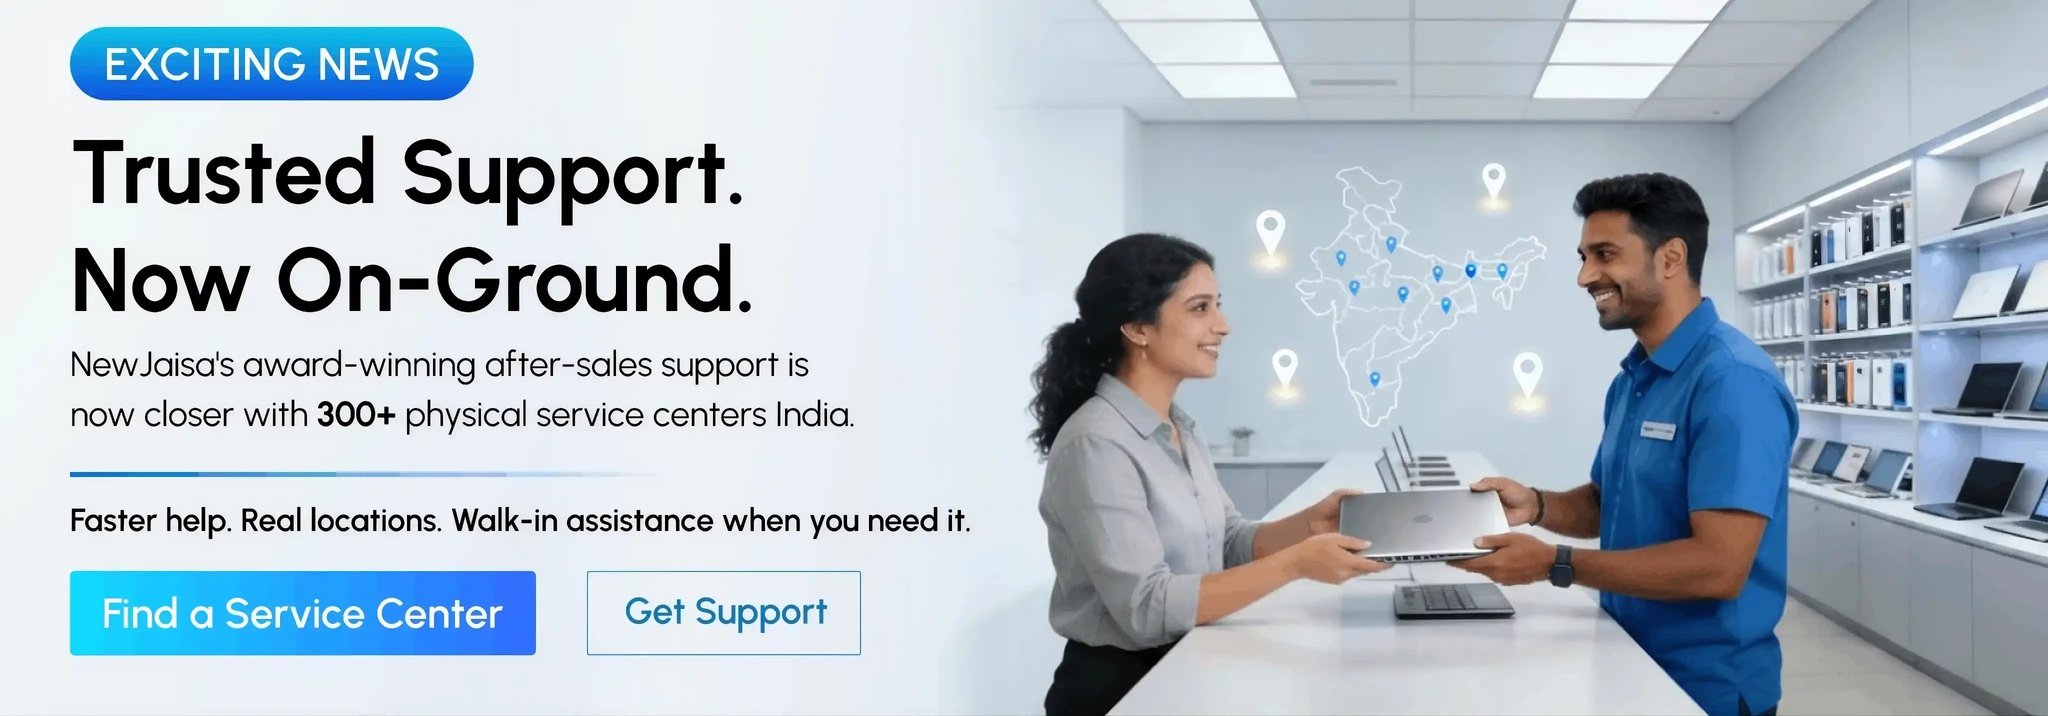 EXCITING NEWS
Trusted Support.
Now On-Ground.
NewJaisa's award-winning after-sales support is
now closer with 300+ physical service centers India.
Faster help. Real locations. Walk-in assistance when you need it.
Find a Service Center
Get Support